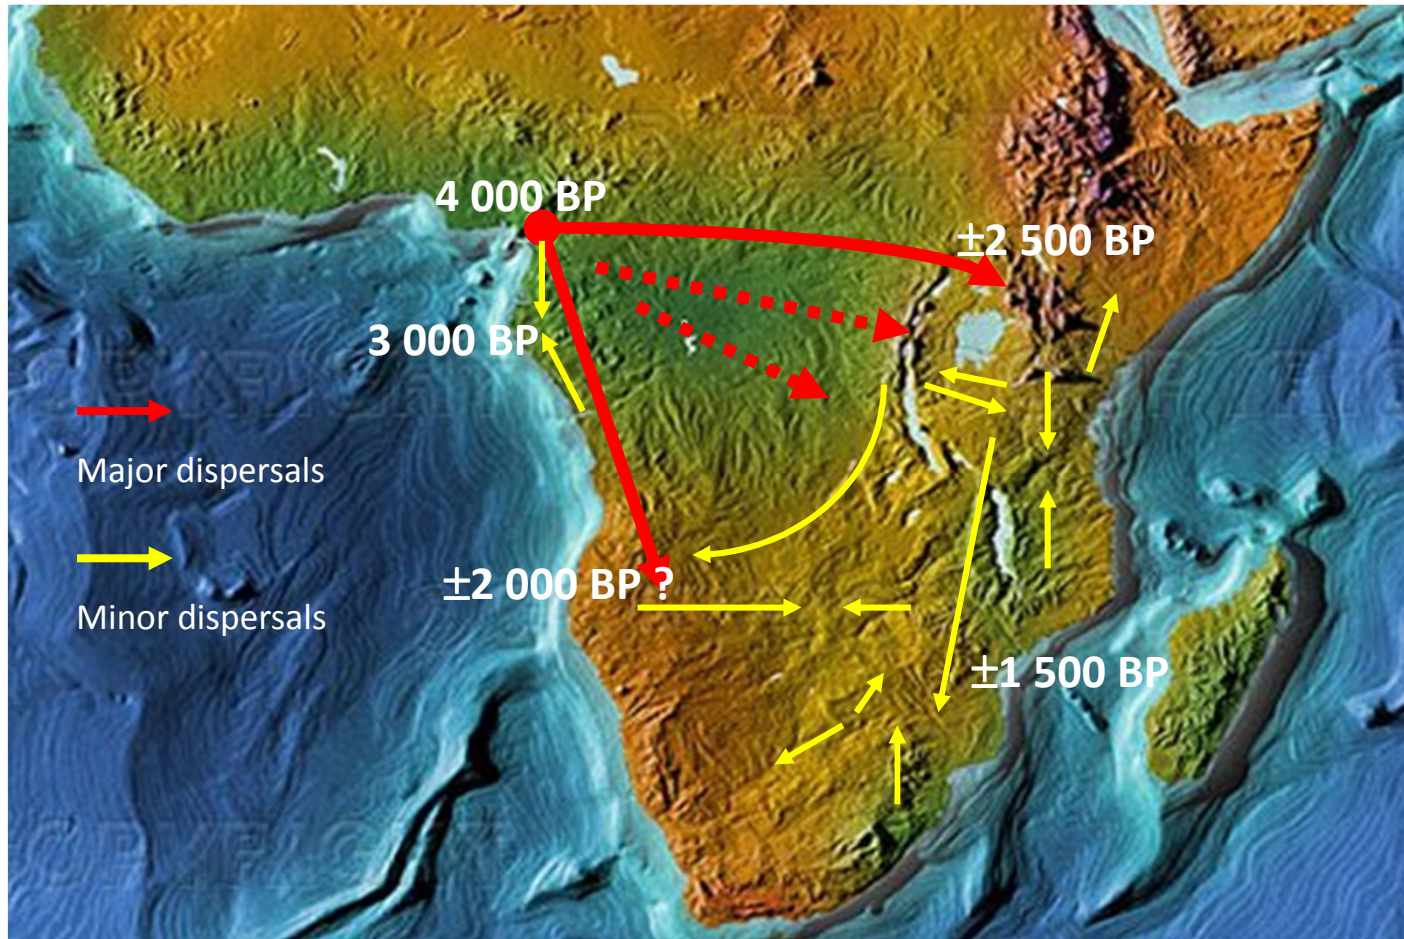 4 000 BP
±2 500 BP
3 000 BP
Major dispersals
±2 000 BP ?
Minor dispersals
±1 500 BP